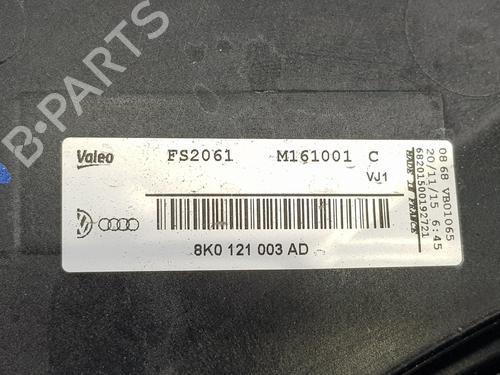 Valeo FS2061 M161001 C
VJ1
8K0 121 003 AD
08 68 VB01065
20/11/15 6:45
68201500192721
MADE IN FRANCE
B-PARTS